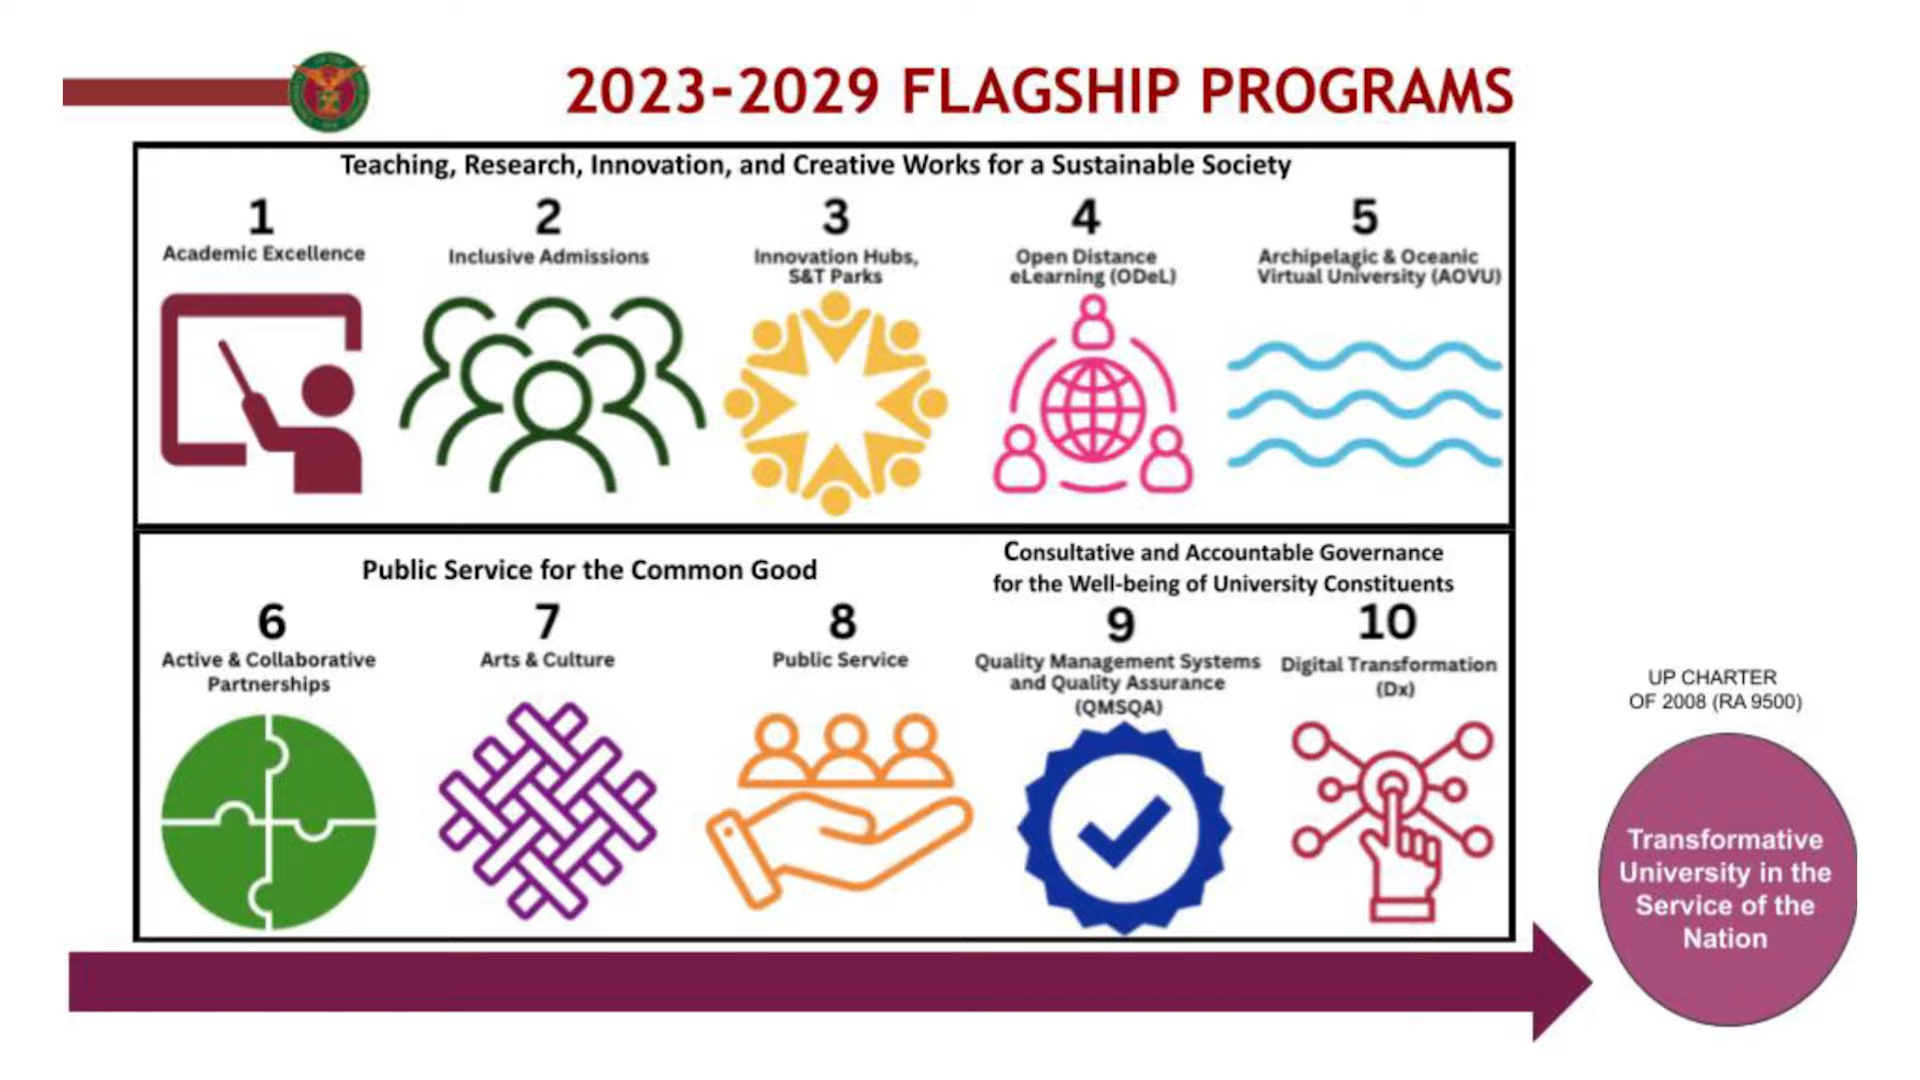 2023-2029 FLAGSHIP PROGRAMS
Teaching, Research, Innovation, and Creative Works for a Sustainable Society
1
Academic Excellence
2
Inclusive Admissions
3
Innovation Hubs,
S&T Parks
4
Open Distance
eLearning (ODeL)
5
Archipelagic & Oceanic
Virtual University (AOVU)
Public Service for the Common Good
6
Active & Collaborative
Partnerships
7
Arts & Culture
8
Public Service
Consultative and Accountable Governance
for the Well-being of University Constituents
9
Quality Management Systems
and Quality Assurance
(QMSQA)
10
Digital Transformation
(Dx)
UP CHARTER
OF 2008 (RA 9500)
Transformative
University in the
Service of the
Nation